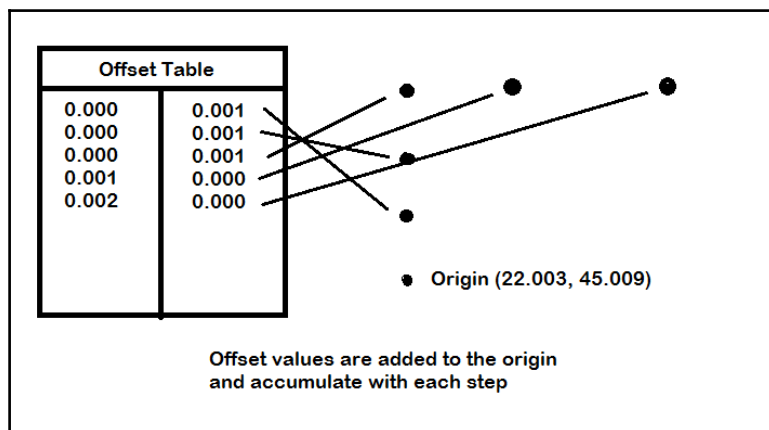 Offset Table
0.000 0.001
0.000 0.001
0.000 0.001
0.001 0.000
0.002 0.000
Origin (22.003, 45.009)
Offset values are added to the origin
and accumulate with each step